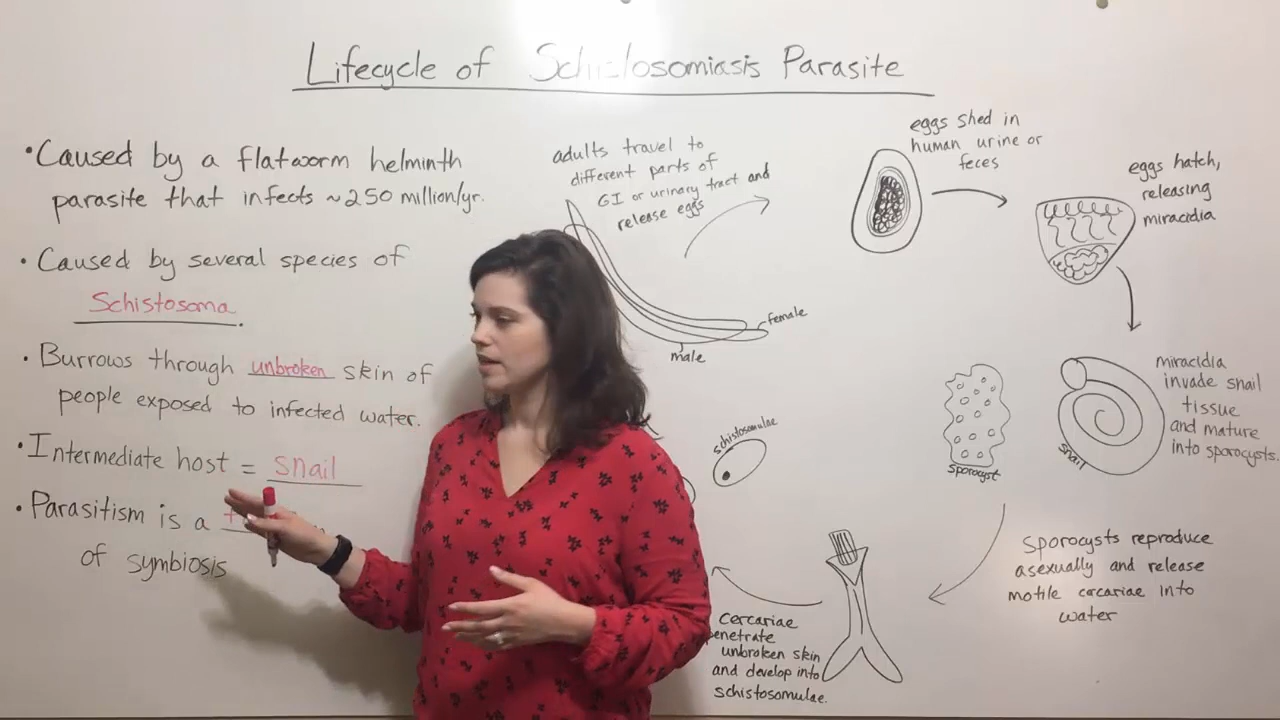 Lifecycle of Schistosomiasis Parasite
• Caused by a flatworm helminth
parasite that infects ~250 million/yr.
• Caused by several species of
Schistosoma.
• Burrows through unbroken skin of
people exposed to infected water.
• Intermediate host = snail
• Parasitism is a
of symbiosis
adults travel to
different parts of
GI or urinary tract and
release eggs
female
male
eggs shed in
human urine or
feces
eggs hatch,
releasing
miracidia
miracidia
invade snail
tissue
and mature
into sporocysts.
snail
sporocyst
Sporocysts reproduce
asexually and release
motile cercariae into
water
cercariae
penetrate
unbroken skin
and develop into
schistosomulae.
schistosomulae